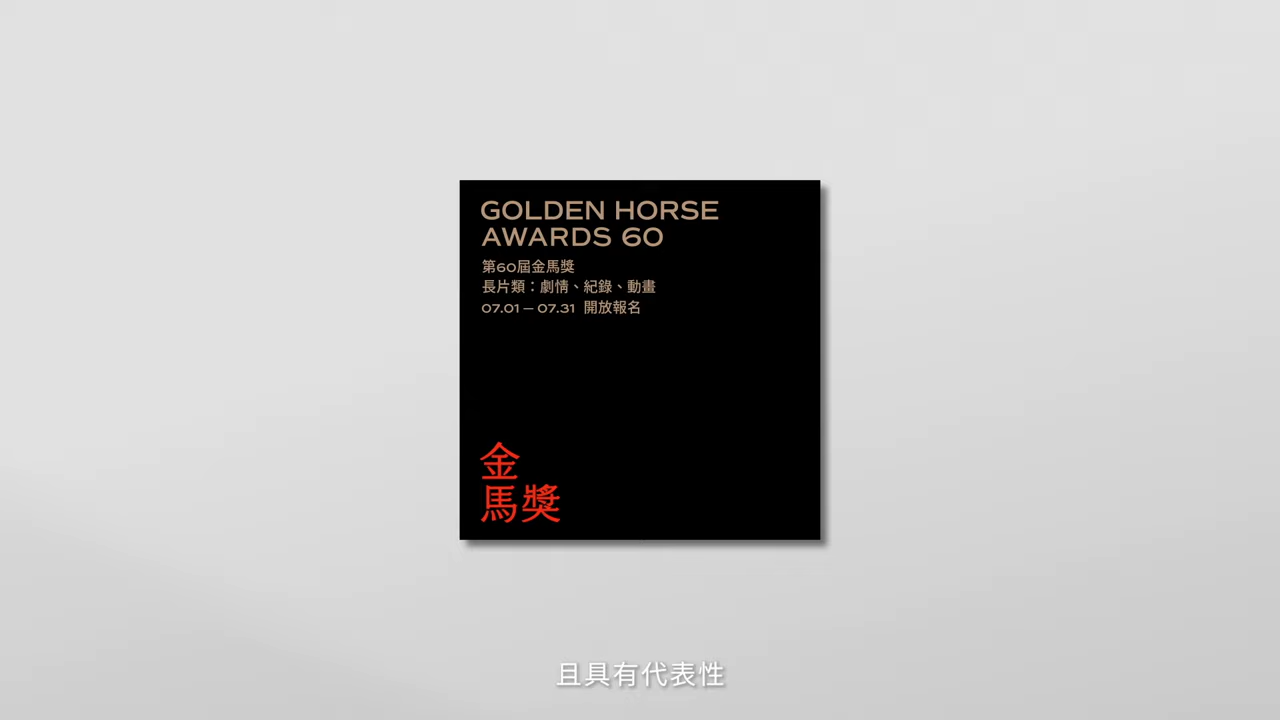 GOLDEN HORSE
AWARDS 60
第60屆金馬獎
長片類：劇情、紀錄、動畫
07.01 — 07.31 開放報名
金
馬獎
且具有代表性